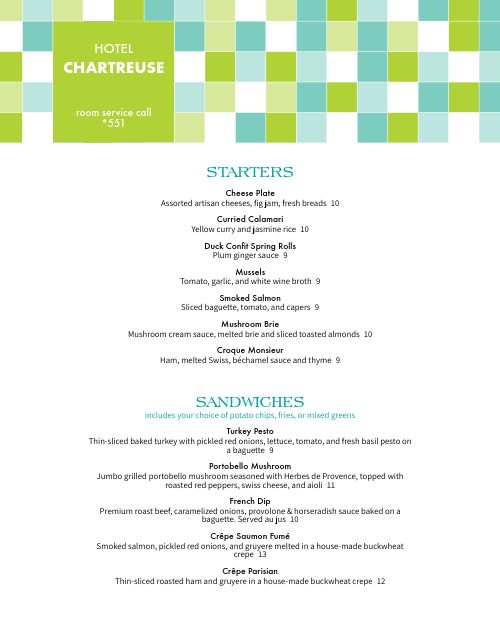 HOTEL
CHARTREUSE
room service call
*551
STARTERS
Cheese Plate
Assorted artisan cheeses, fig jam, fresh breads 10
Curried Calamari
Yellow curry and jasmine rice 10
Duck Confit Spring Rolls
Plum ginger sauce 9
Mussels
Tomato, garlic, and white wine broth 9
Smoked Salmon
Sliced baguette, tomato, and capers 9
Mushroom Brie
Mushroom cream sauce, melted brie and sliced toasted almonds 10
Croque Monsieur
Ham, melted Swiss, béchamel sauce and thyme 9
SANDWICHES
includes your choice of potato chips, fries, or mixed greens
Turkey Pesto
Thin-sliced baked turkey with pickled red onions, lettuce, tomato, and fresh basil pesto on
a baguette 9
Portobello Mushroom
Jumbo grilled portobello mushroom seasoned with Herbes de Provence, topped with
roasted red peppers, swiss cheese, and aioli 11
French Dip
Premium roast beef, caramelized onions, provolone & horseradish sauce baked on a
baguette. Served au jus 10
Crêpe Saumon Fumé
Smoked salmon, pickled red onions, and gruyere melted in a house-made buckwheat
crepe 13
Crêpe Parisian
Thin-sliced roasted ham and gruyere in a house-made buckwheat crepe 12